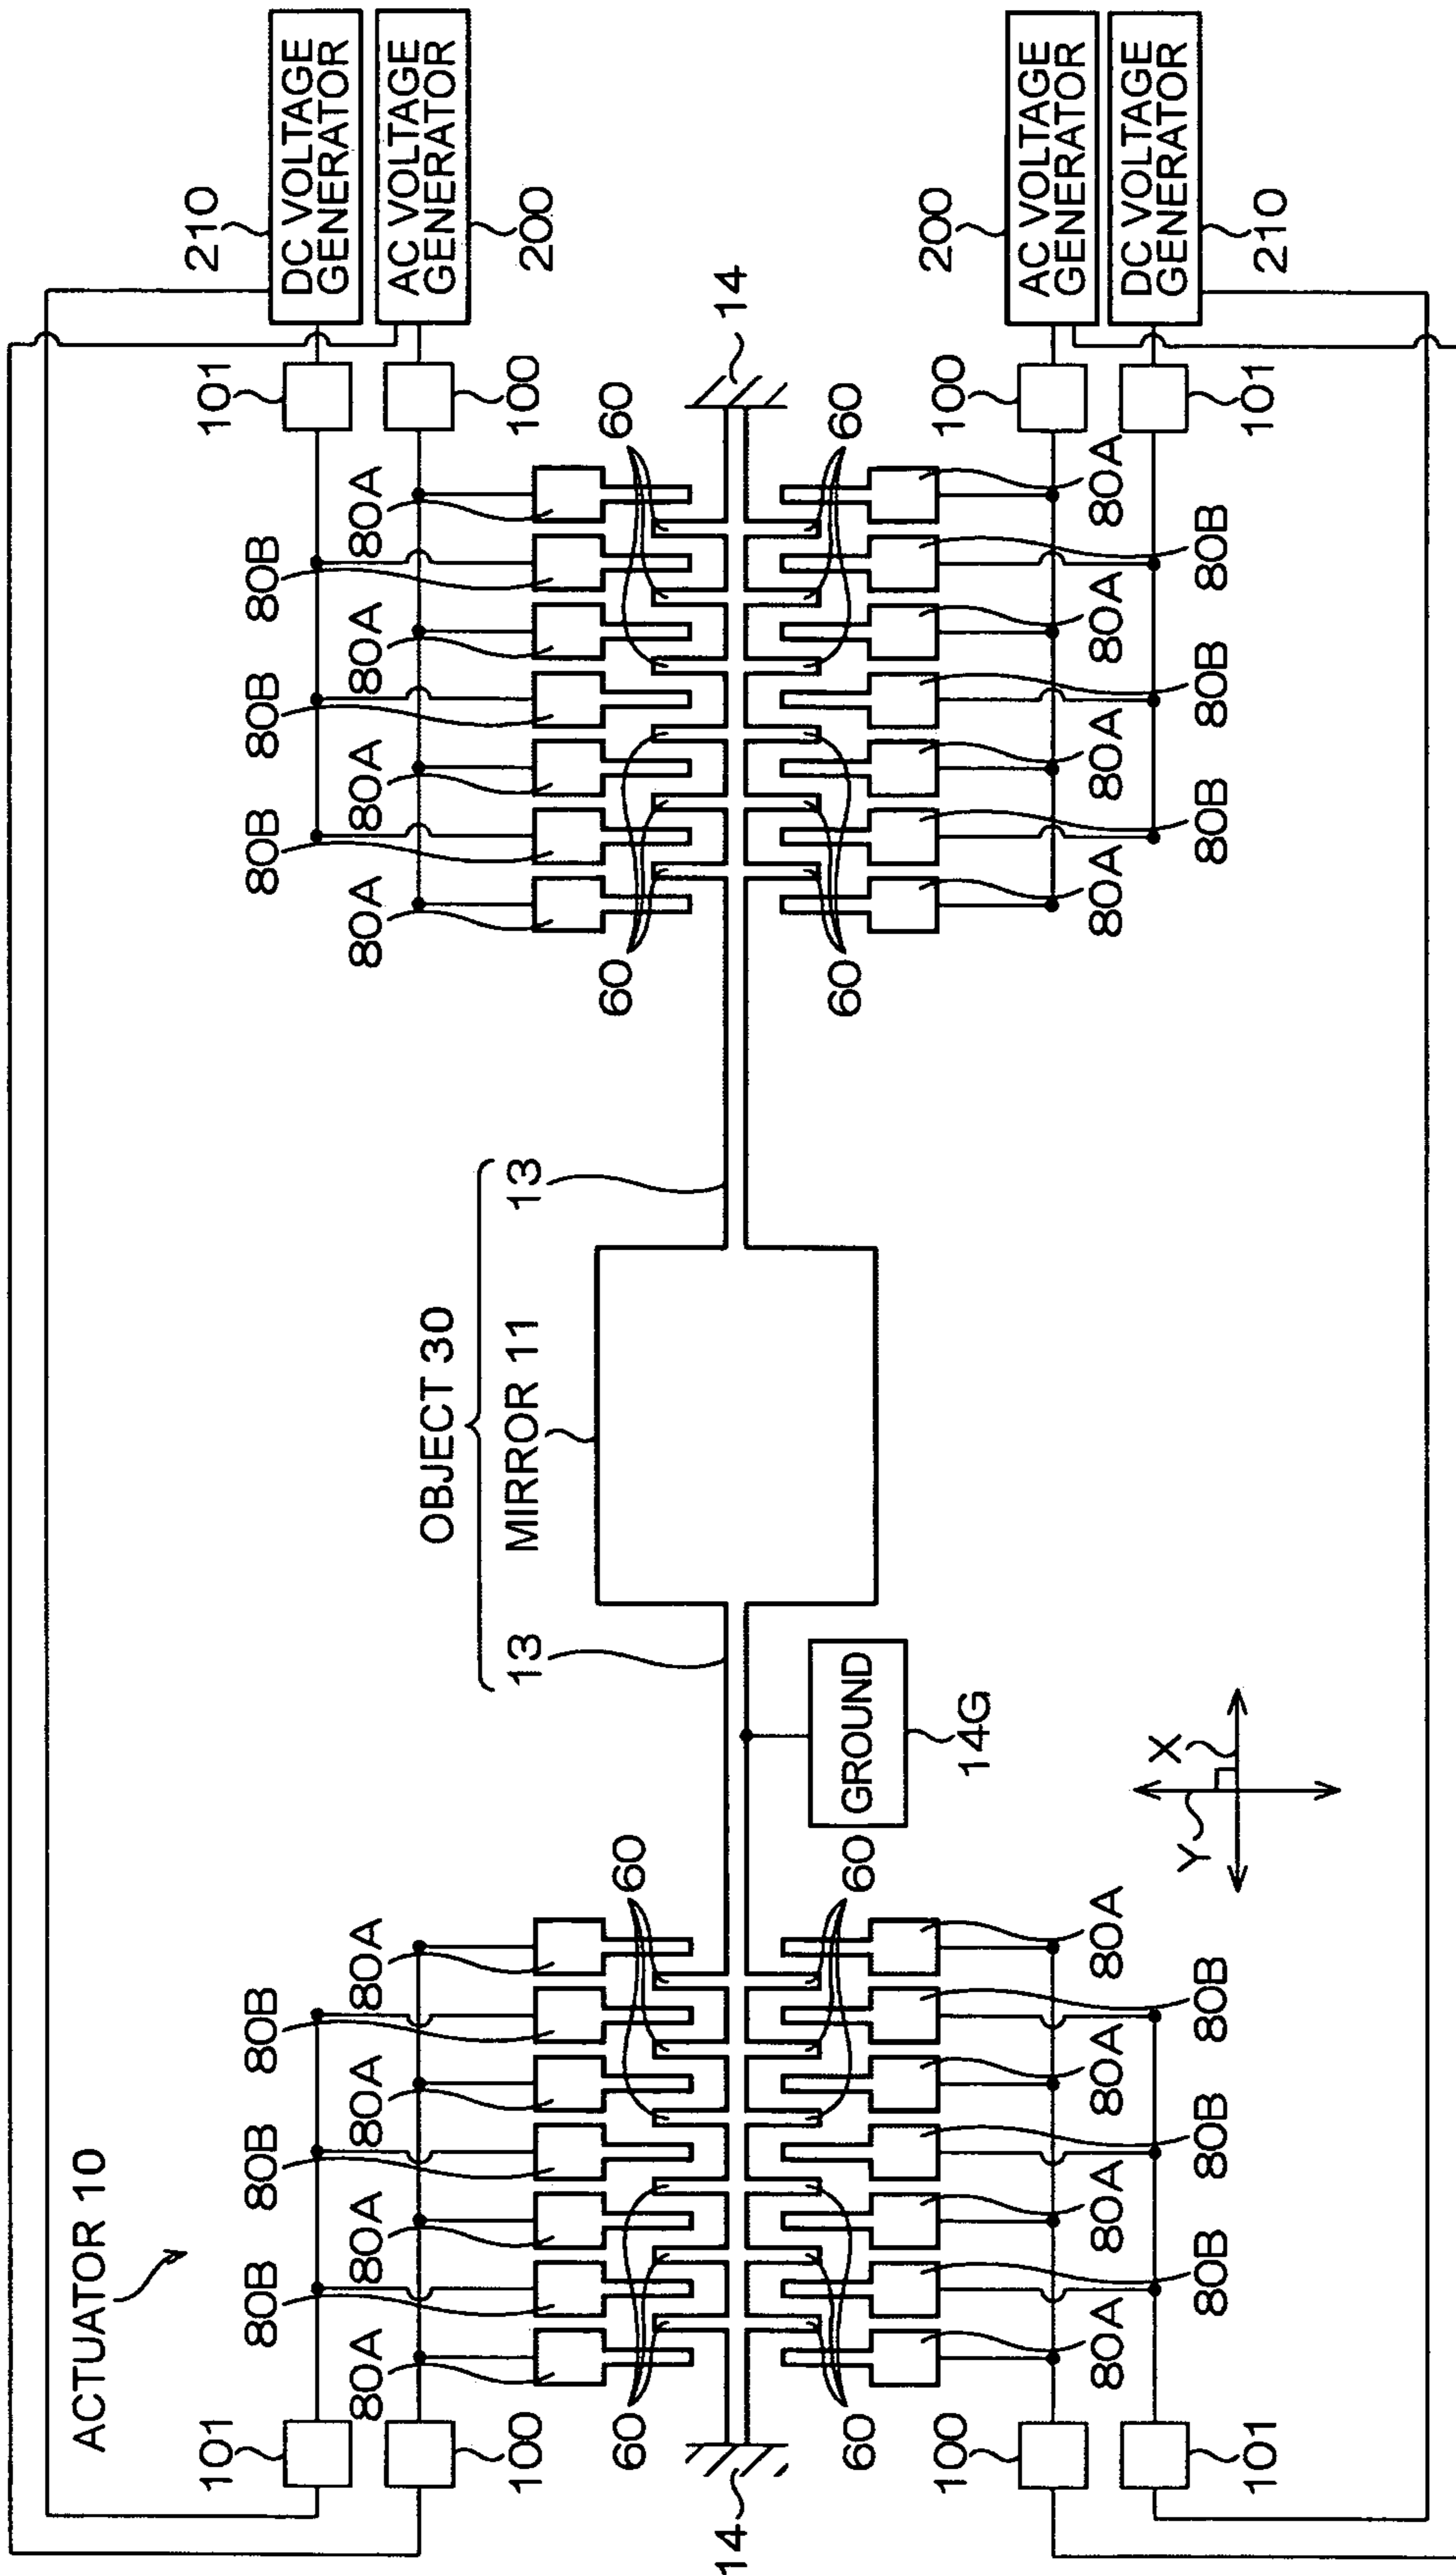 ACTUATOR 10
101
101
210
80B
80B
80B
80B
80B
80B
DC VOLTAGE
GENERATOR
80A
80A
80A
80A
80A
80A
80A
80A
AC VOLTAGE
GENERATOR
OBJECT 30
100
13
MIRROR 11
13
100
200
60
60
60
60
14
14
60
60
GROUND
60
60
100
14G
100
200
AC VOLTAGE
GENERATOR
80A
80A
80A
80A
80A
80A
80A
80A
DC VOLTAGE
GENERATOR
X
Y
80B
80B
80B
80B
80B
80B
101
101
210